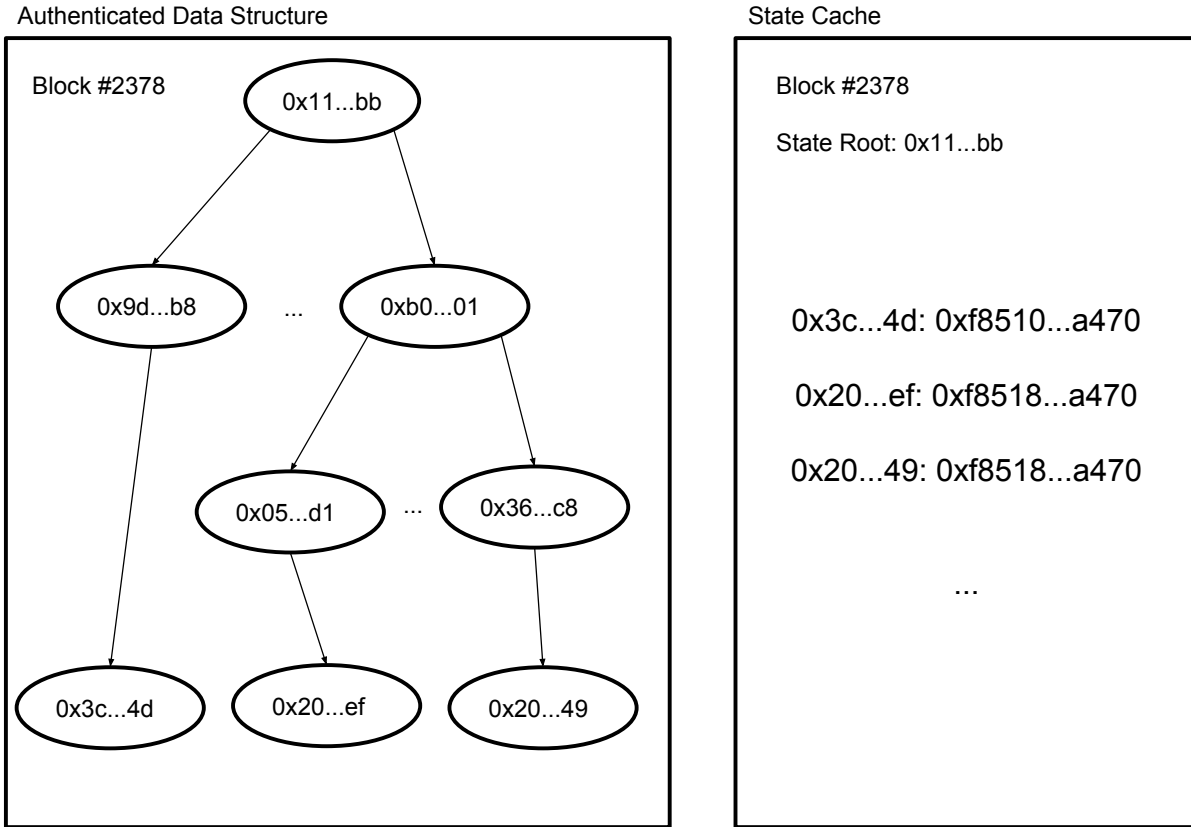 Authenticated Data Structure
Block #2378
0x11...bb
0x9d...b8
...
0xb0...01
0x05...d1
...
0x36...c8
0x3c...4d
0x20...ef
0x20...49
State Cache
Block #2378
State Root: 0x11...bb
0x3c...4d: 0xf8510...a470
0x20...ef: 0xf8518...a470
0x20...49: 0xf8518...a470
...